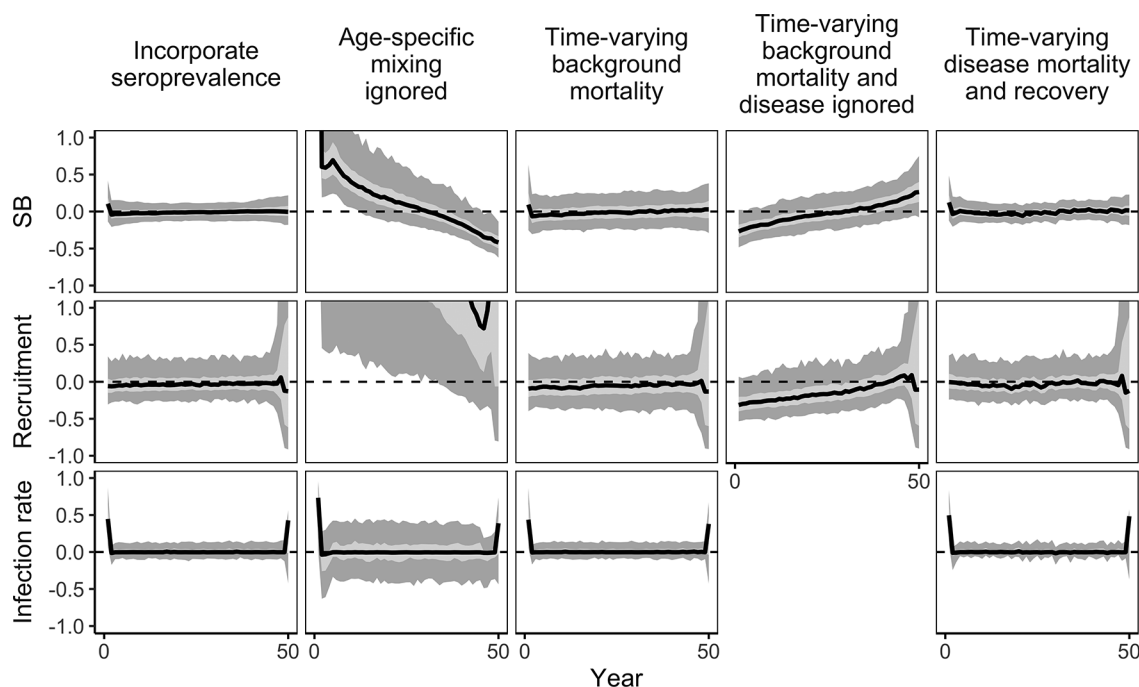 Incorporate
seroprevalence
Age-specific
mixing
ignored
Time-varying
background
mortality
Time-varying
background
mortality and
disease ignored
Time-varying
disease mortality
and recovery
SB
1.0
0.5
0.0
-0.5
-1.0
Recruitment
1.0
0.5
0.0
-0.5
-1.0
0 50
Infection rate
1.0
0.5
0.0
-0.5
-1.0
0 50 0 50 0 50 0 50
Year